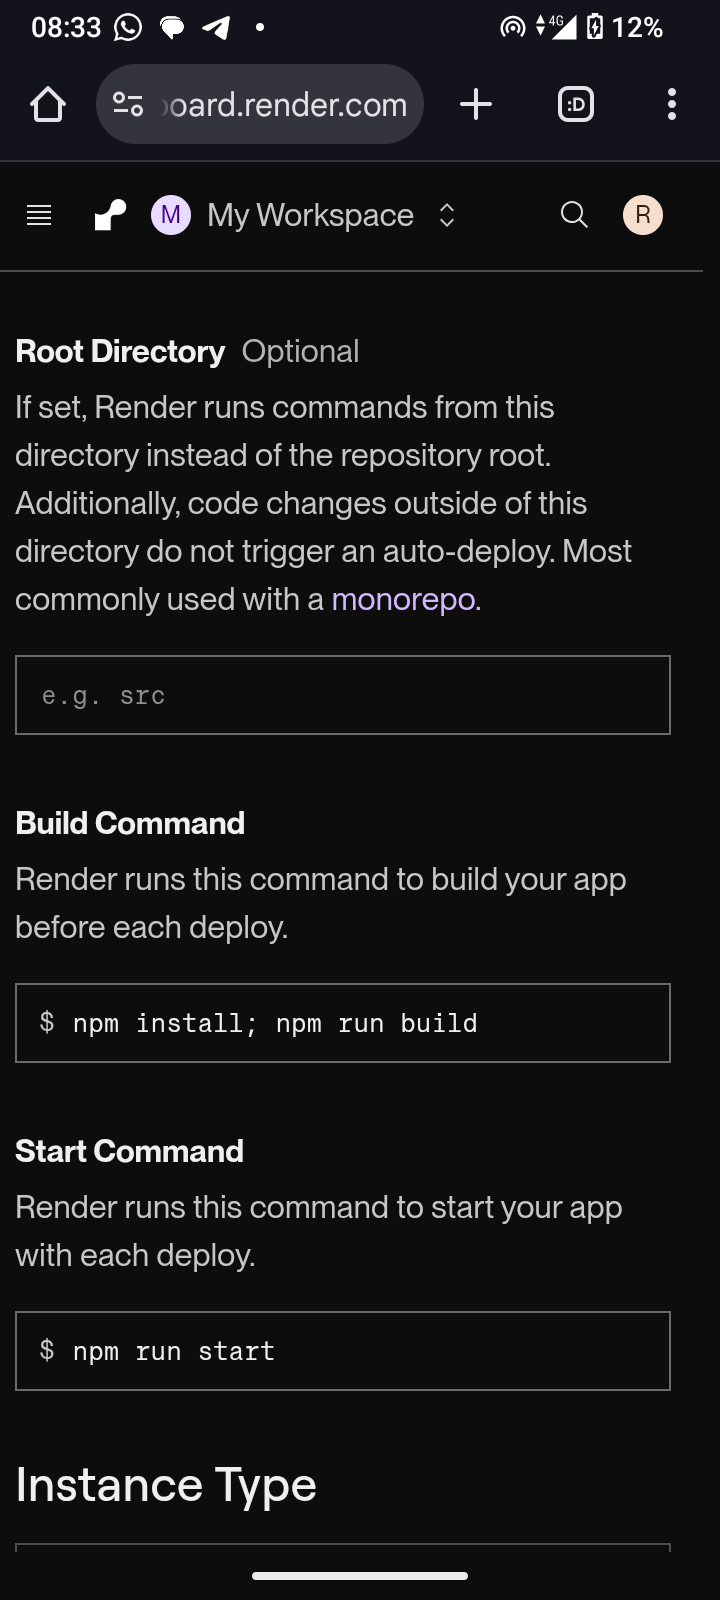 08:33
4G
12%
oard.render.com
:D
M
My Workspace
R
Root Directory Optional
If set, Render runs commands from this
directory instead of the repository root.
Additionally, code changes outside of this
directory do not trigger an auto-deploy. Most
commonly used with a monorepo.
e.g. src
Build Command
Render runs this command to build your app
before each deploy.
$ npm install; npm run build
Start Command
Render runs this command to start your app
with each deploy.
$ npm run start
Instance Type